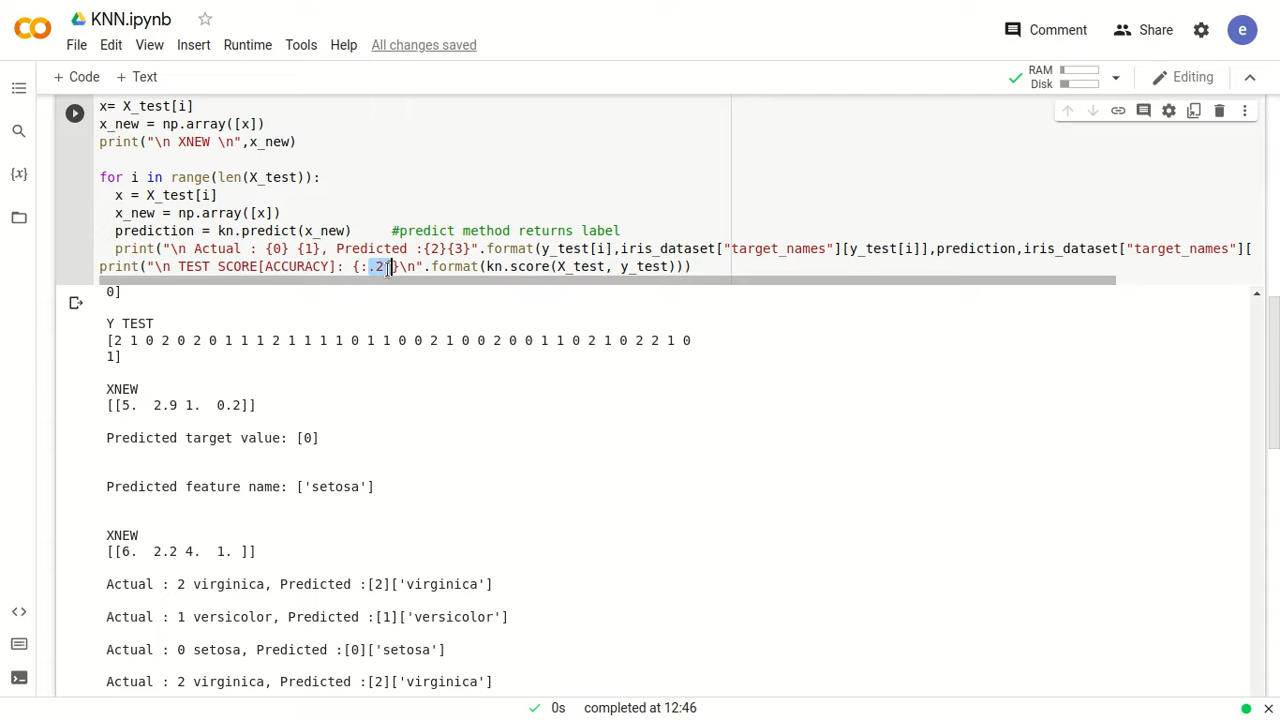 KNN.ipynb
Comment
Share
e
File Edit View Insert Runtime Tools Help All changes saved
+ Code + Text
RAM
Disk
Editing
x= X_test[i]
x_new = np.array([x])
print("\n XNEW \n",x_new)
for i in range(len(X_test)):
x = X_test[i]
x_new = np.array([x])
prediction = kn.predict(x_new) #predict method returns label
print("\n Actual : {0} {1}, Predicted :{2}{3}".format(y_test[i],iris_dataset["target_names"][y_test[i]],prediction,iris_dataset["target_names"][
print("\n TEST SCORE[ACCURACY]: {:.2f}\n".format(kn.score(X_test, y_test)))
0]
Y TEST
[2 1 0 2 0 2 0 1 1 1 2 1 1 1 1 0 1 1 0 0 2 1 0 0 2 0 0 1 1 0 2 1 0 2 2 1 0
1]
XNEW
[[5. 2.9 1. 0.2]]
Predicted target value: [0]
Predicted feature name: ['setosa']
XNEW
[[6. 2.2 4. 1. ]]
Actual : 2 virginica, Predicted :[2]['virginica']
Actual : 1 versicolor, Predicted :[1]['versicolor']
Actual : 0 setosa, Predicted :[0]['setosa']
Actual : 2 virginica, Predicted :[2]['virginica']
0s completed at 12:46